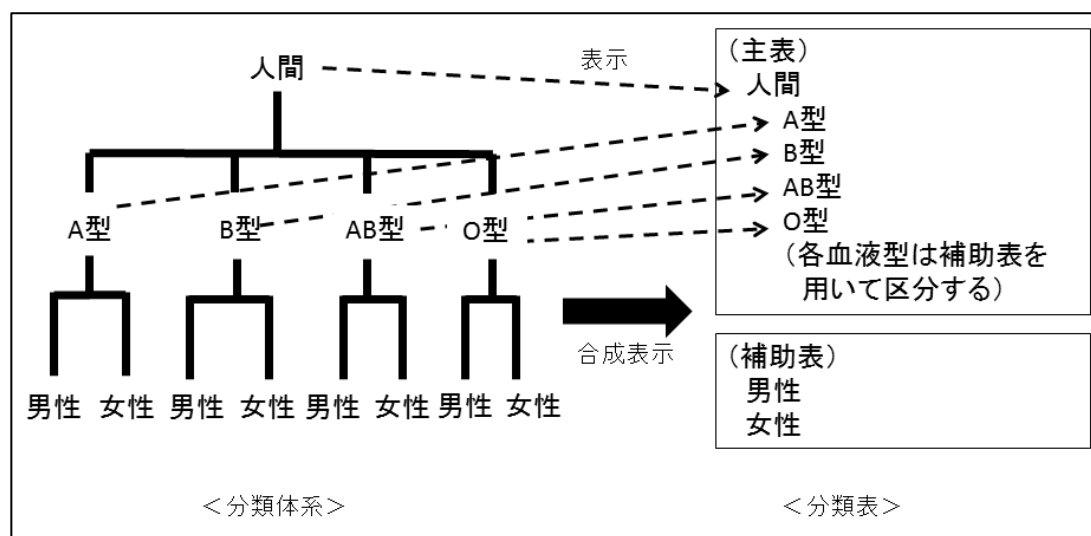 人間
表示
(主表)
人間
A型
B型
AB型
O型
(各血液型は補助表を
用いて区分する)
A型 B型 AB型 O型
合成表示
(補助表)
男性
女性
男性 女性 男性 女性 男性 女性 男性 女性
<分類体系>
<分類表>